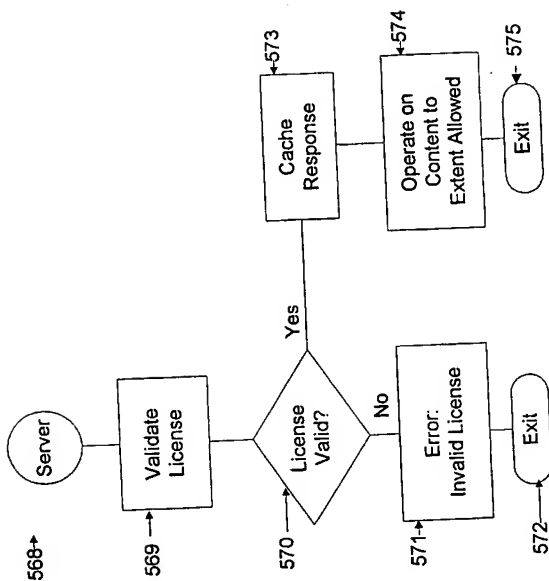 568
Server
569
Validate
License
570
License
Valid?
Yes
No
571
Error:
Invalid License
572
Exit
573
Cache
Response
574
Operate on
Content to
Extent Allowed
575
Exit